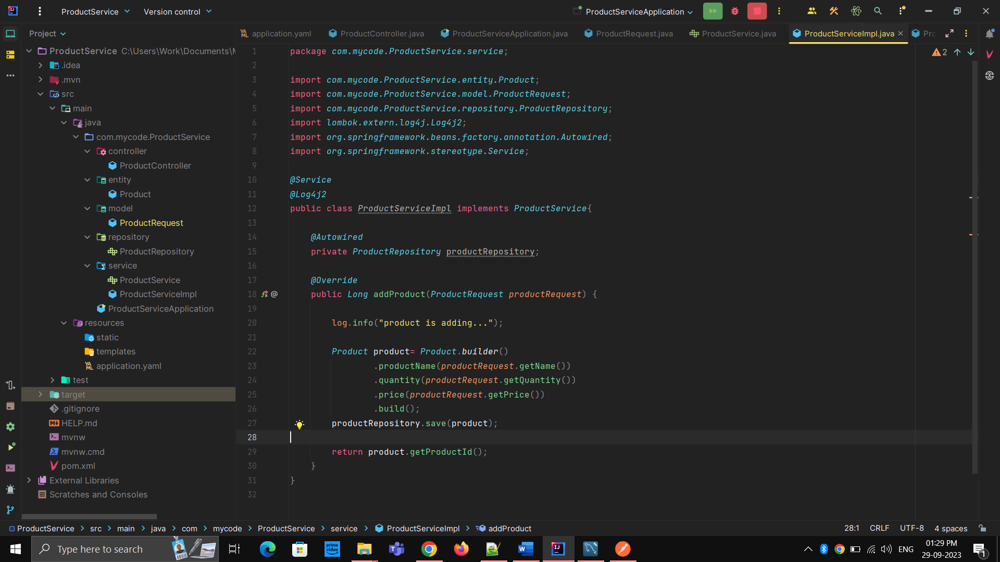 ProductService
Version control
ProductServiceApplication
Project
application.yaml
ProductController.java
ProductServiceApplication.java
ProductRequest.java
ProductService.java
ProductServiceImpl.java
ProductService C:\Users\Work\Documents\
.idea
.mvn
src
main
java
com.mycode.ProductService
controller
ProductController
entity
Product
model
ProductRequest
repository
ProductRepository
service
ProductService
ProductServiceImpl
ProductServiceApplication
resources
static
templates
application.yaml
test
target
.gitignore
HELP.md
mvnw
mvnw.cmd
pom.xml
External Libraries
Scratches and Consoles
2
1 package com.mycode.ProductService.service;
2
3 import com.mycode.ProductService.entity.Product;
4 import com.mycode.ProductService.model.ProductRequest;
5 import com.mycode.ProductService.repository.ProductRepository;
6 import lombok.extern.log4j.Log4j2;
7 import org.springframework.beans.factory.annotation.Autowired;
8 import org.springframework.stereotype.Service;
9
10 @Service
11 @Log4j2
12 public class ProductServiceImpl implements ProductService{
13
14 @Autowired
15 private ProductRepository productRepository;
16
17 @Override
18 @ public Long addProduct(ProductRequest productRequest) {
19
20 log.info("product is adding...");
21
22 Product product= Product.builder()
23 .productName(productRequest.getName())
24 .quantity(productRequest.getQuantity())
25 .price(productRequest.getPrice())
26 .build();
27 productRepository.save(product);
28
29 return product.getProductId();
30 }
31 }
32
ProductService > src > main > java > com > mycode > ProductService > service > ProductServiceImpl > addProduct
28:1 CRLF UTF-8 4 spaces
Type here to search
prime video
ENG
01:29 PM
29-09-2023
1